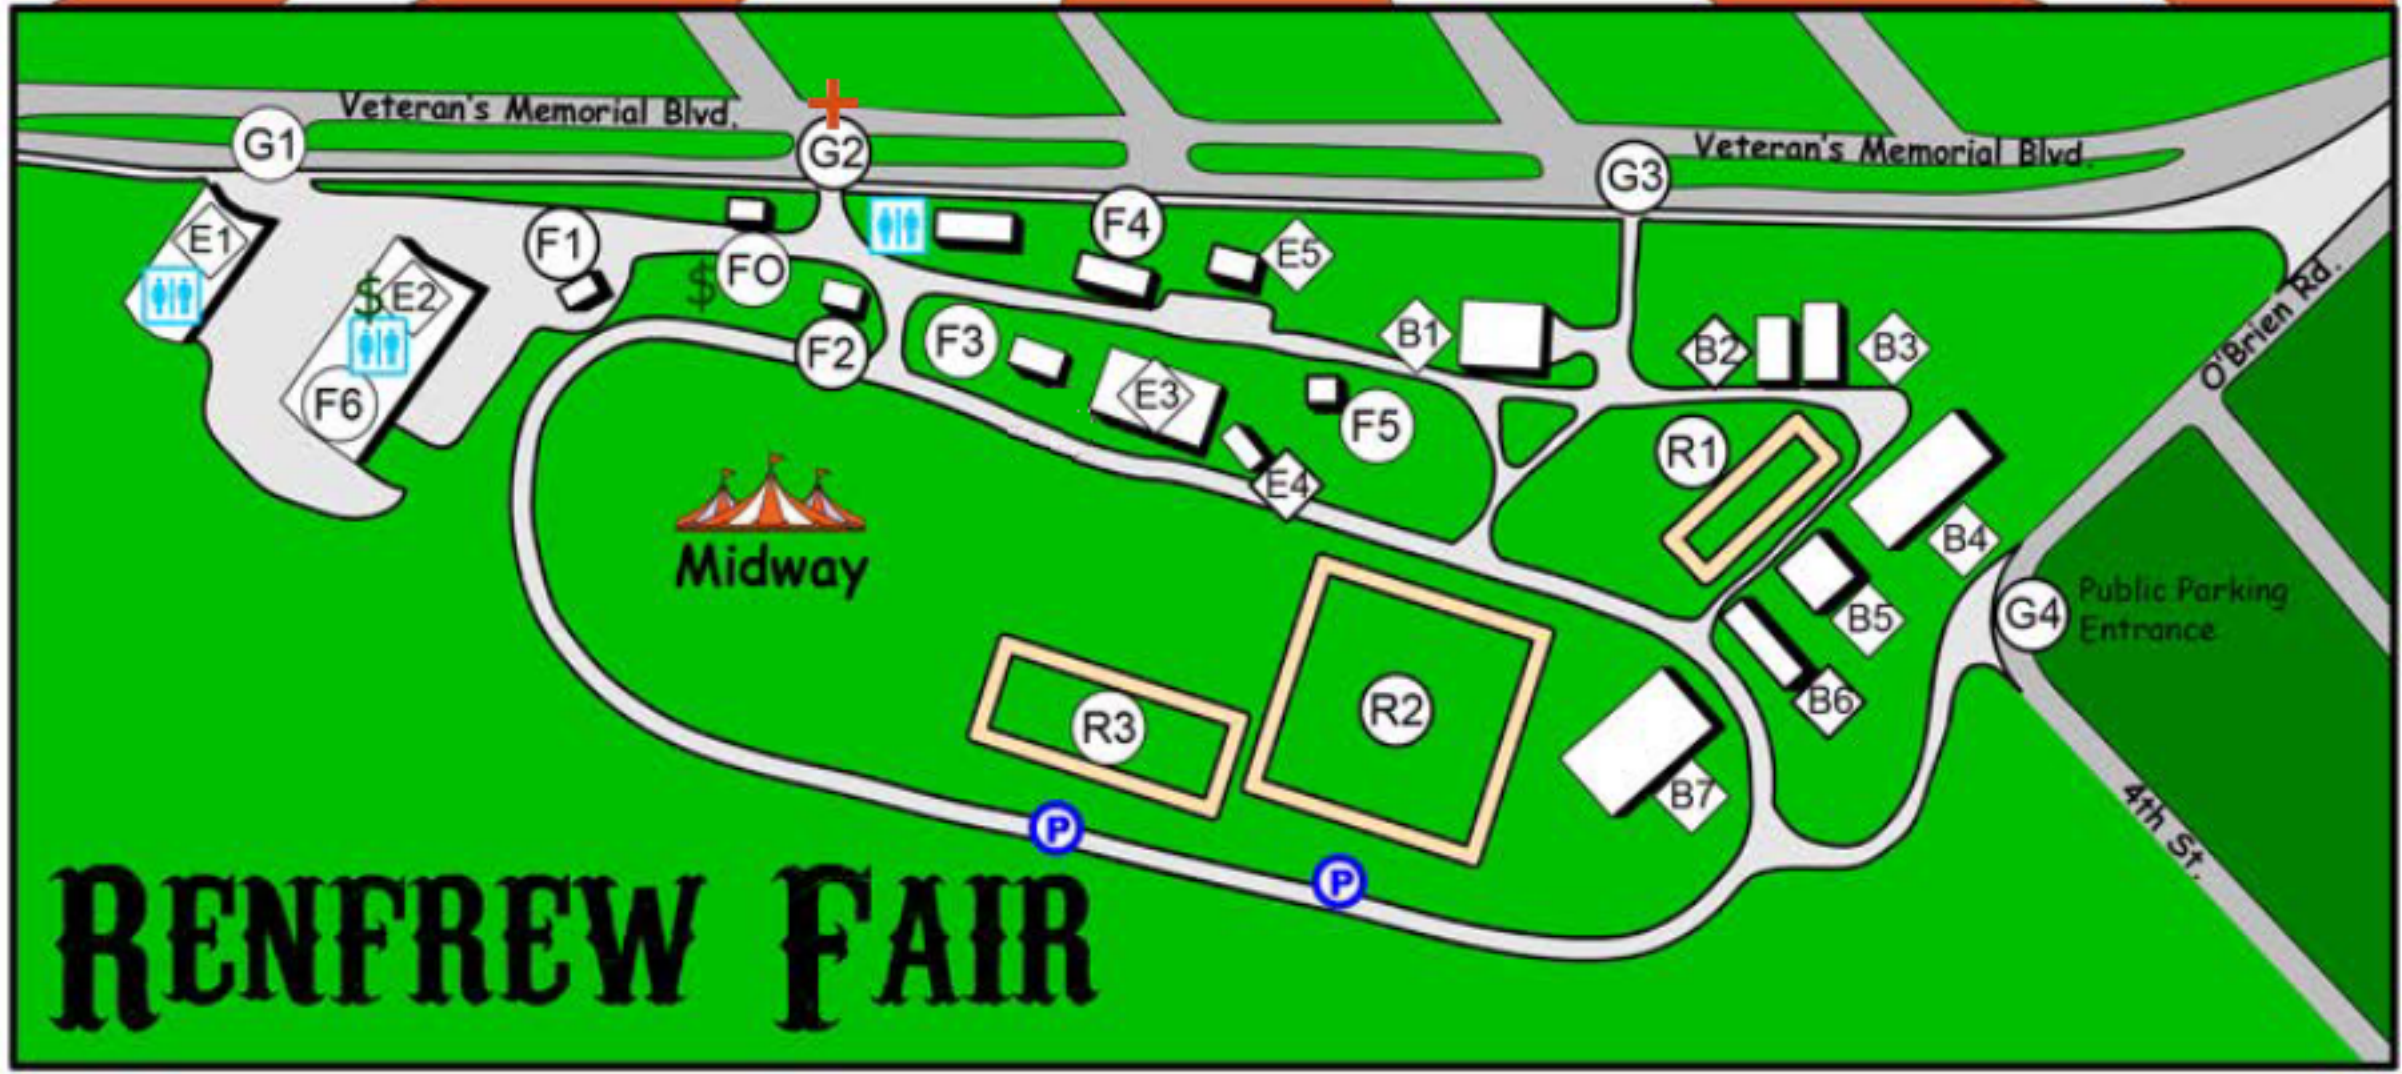 Veteran's Memorial Blvd.
G1
G2
Veteran's Memorial Blvd.
G3
E1
F1
F4
E5
FO
$
$
E2
O'Brien Rd.
F2
F3
B1
B2
B3
F6
E3
F5
R1
E4
B4
Midway
G4
Public Parking
Entrance
B5
B6
R3
R2
B7
P
P
4th St.
RENFREW FAIR